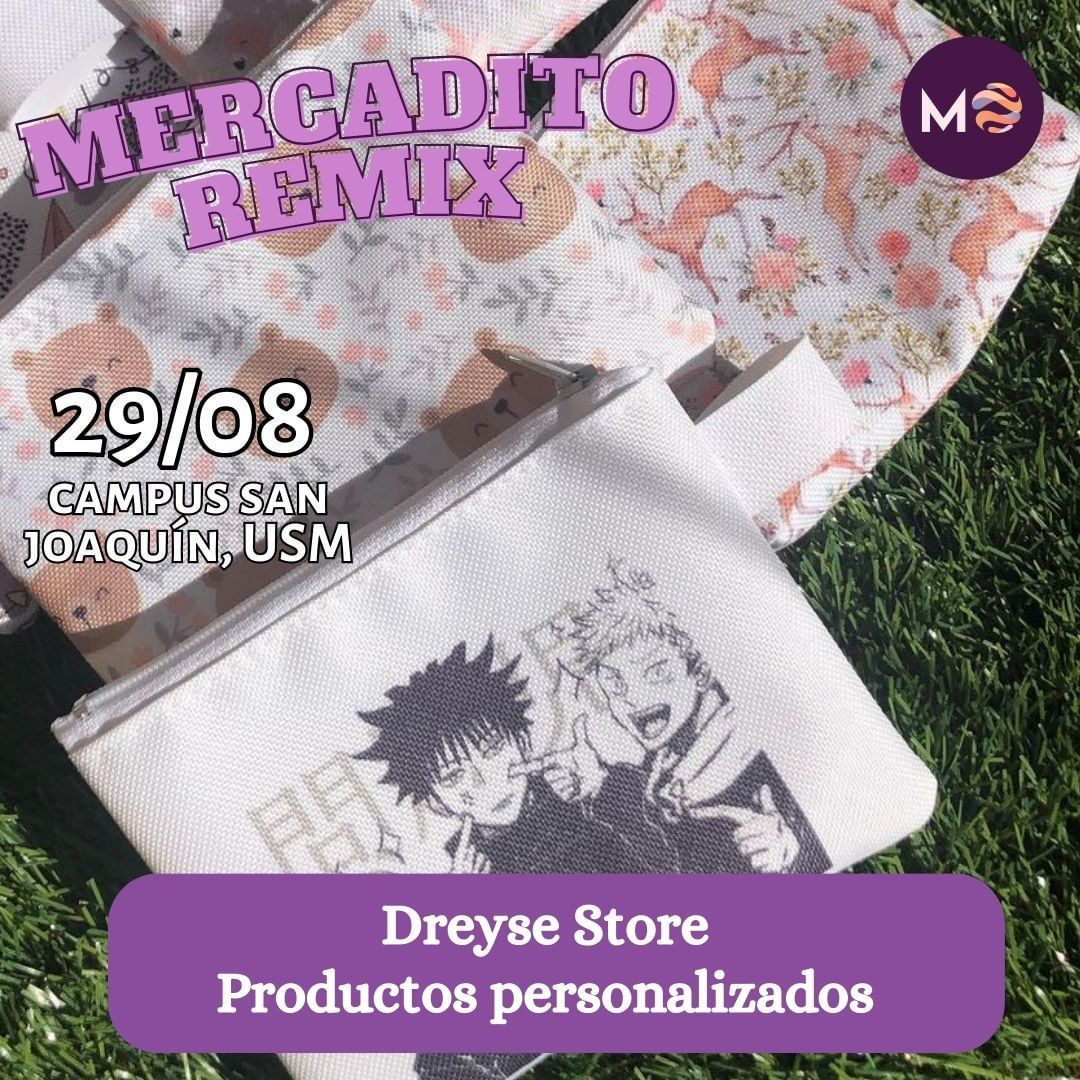 MERCADITO
REMIX
M
29/08
CAMPUS SAN
JOAQUÍN, USM
Dreyse Store
Productos personalizados